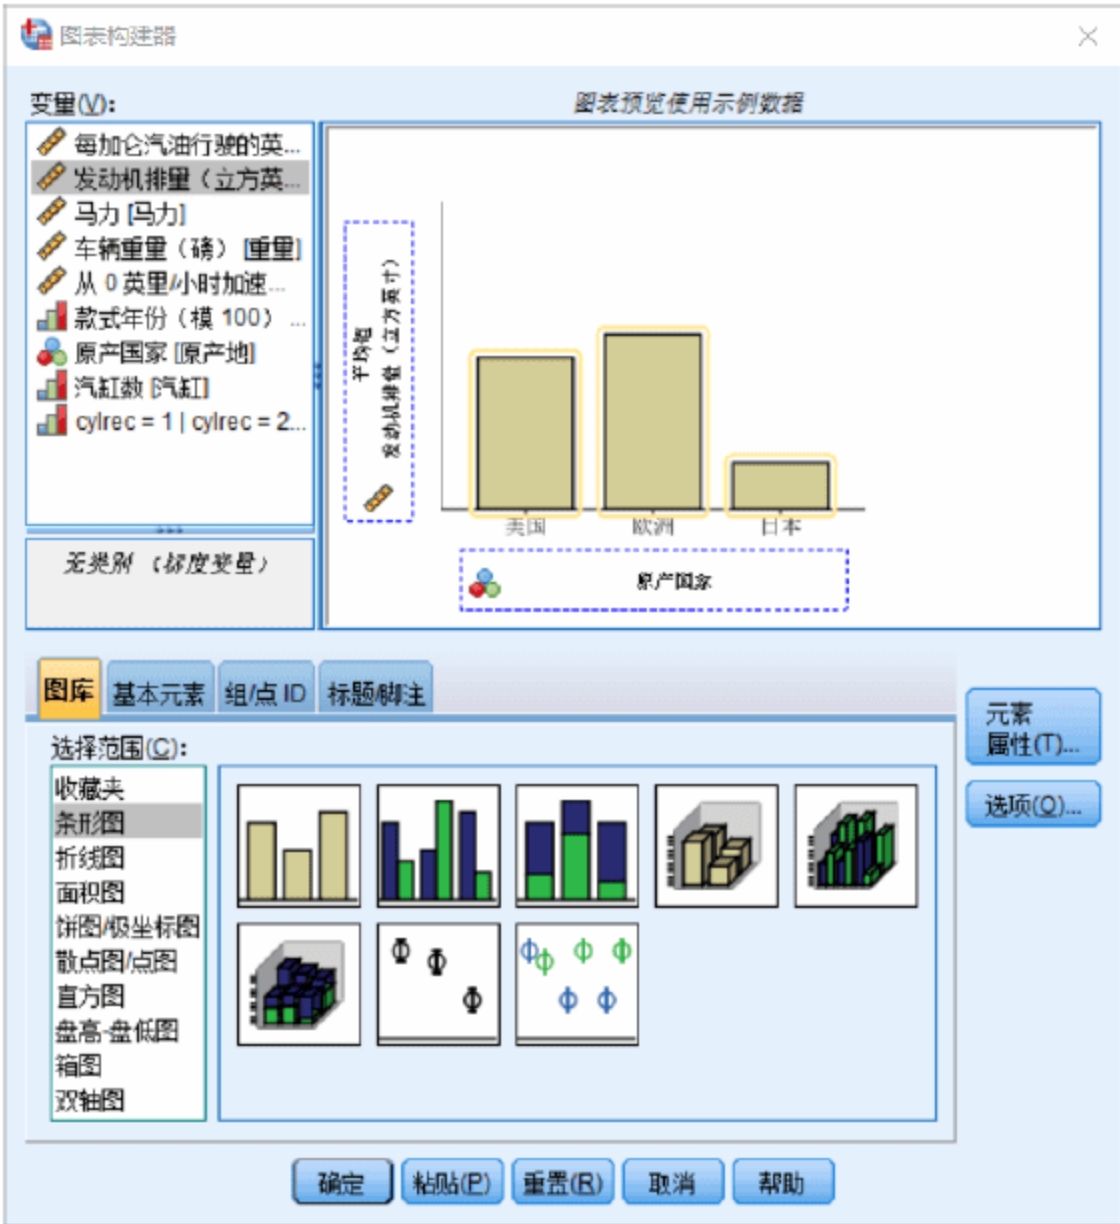 图表构建器
变量(V):
图表预览使用示例数据
每加仑汽油行驶的英...
发动机排量（立方英...
马力 [马力]
车辆重量（磅） [重量]
从 0 英里/小时加速...
款式年份（模 100） ...
原产国家 [原产地]
汽缸数 [汽缸]
cylrec = 1 | cylrec = 2...
无类别 （标度变量）
平均值
发动机排量（立方英寸）
美国
欧洲
日本
原产国家
图库
基本元素
组/点 ID
标题/脚注
选择范围(C):
收藏夹
条形图
折线图
面积图
饼图/极坐标图
散点图/点图
直方图
盘高-盘低图
箱图
双轴图
元素
属性(T)...
选项(O)...
确定
粘贴(P)
重置(R)
取消
帮助